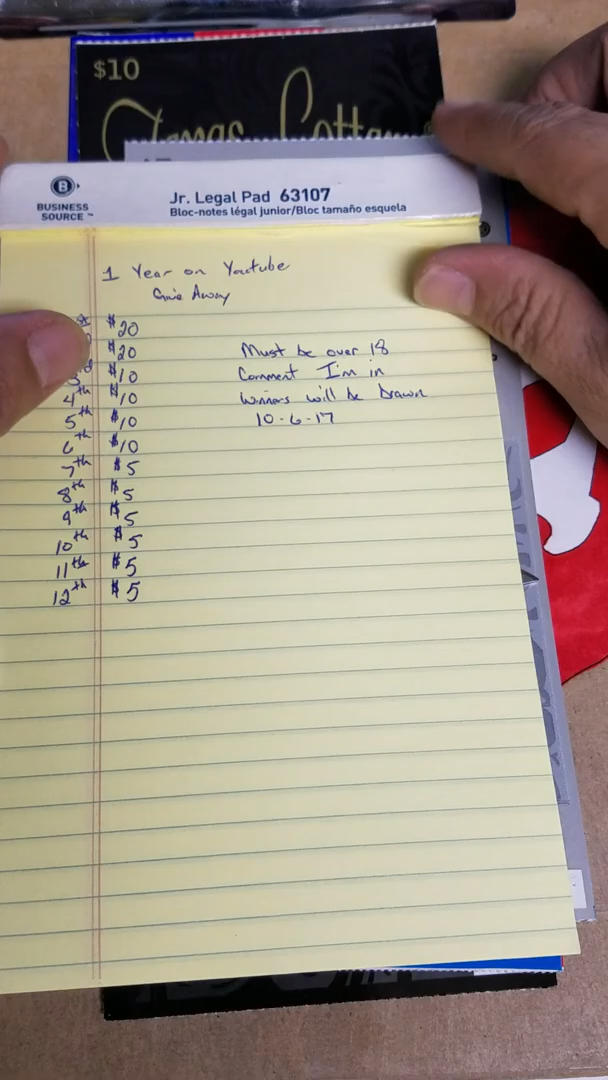 $10
Texas Lotte
B
BUSINESS
SOURCE ™
Jr. Legal Pad 63107
Bloc-notes légal junior/Bloc tamaño esquela
1 Year on Youtube
Give Away
$20
$20
$10
4th $10
5th $10
6th $10
7th $5
8th $5
9th $5
10th $5
11th $5
12th $5
Must be over 18
Comment I'm in
Winners will be Drawn
10-6-17